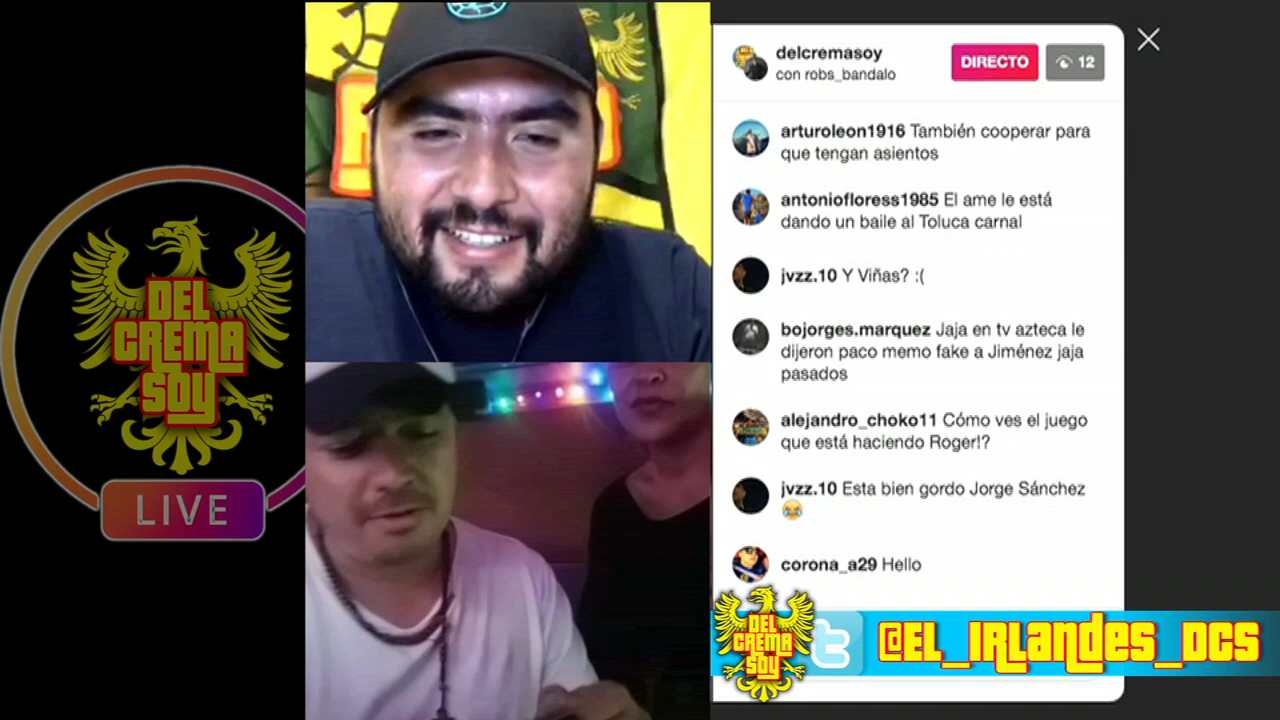 DEL
CREMA
SOY
LIVE
delcremasoy
con robs_bandalo
DIRECTO
12
arturoleon1916 También cooperar para
que tengan asientos
antoniofloress1985 El ame le está
dando un baile al Toluca carnal
jvzz.10 Y Viñas? :(
bojorges.marquez Jaja en tv azteca le
dijeron paco memo fake a Jiménez jaja
pasados
alejandro_choko11 Cómo ves el juego
que está haciendo Roger!?
jvzz.10 Esta bien gordo Jorge Sánchez
😂
corona_a29 Hello
DEL
CREMA
SOY
@EL_IRLANDES_DCS